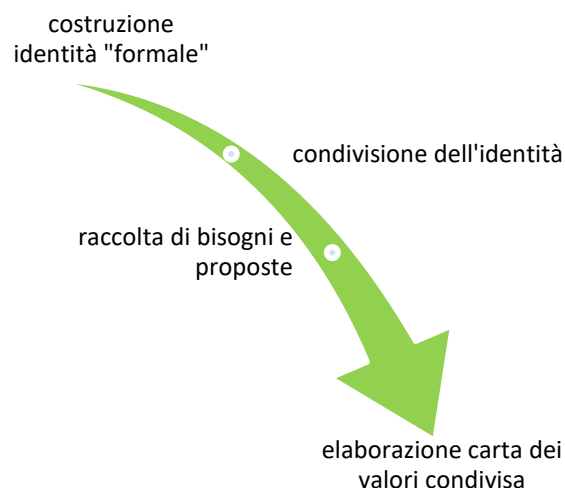 costruzione
identità "formale"
condivisione dell'identità
raccolta di bisogni e
proposte
elaborazione carta dei
valori condivisa